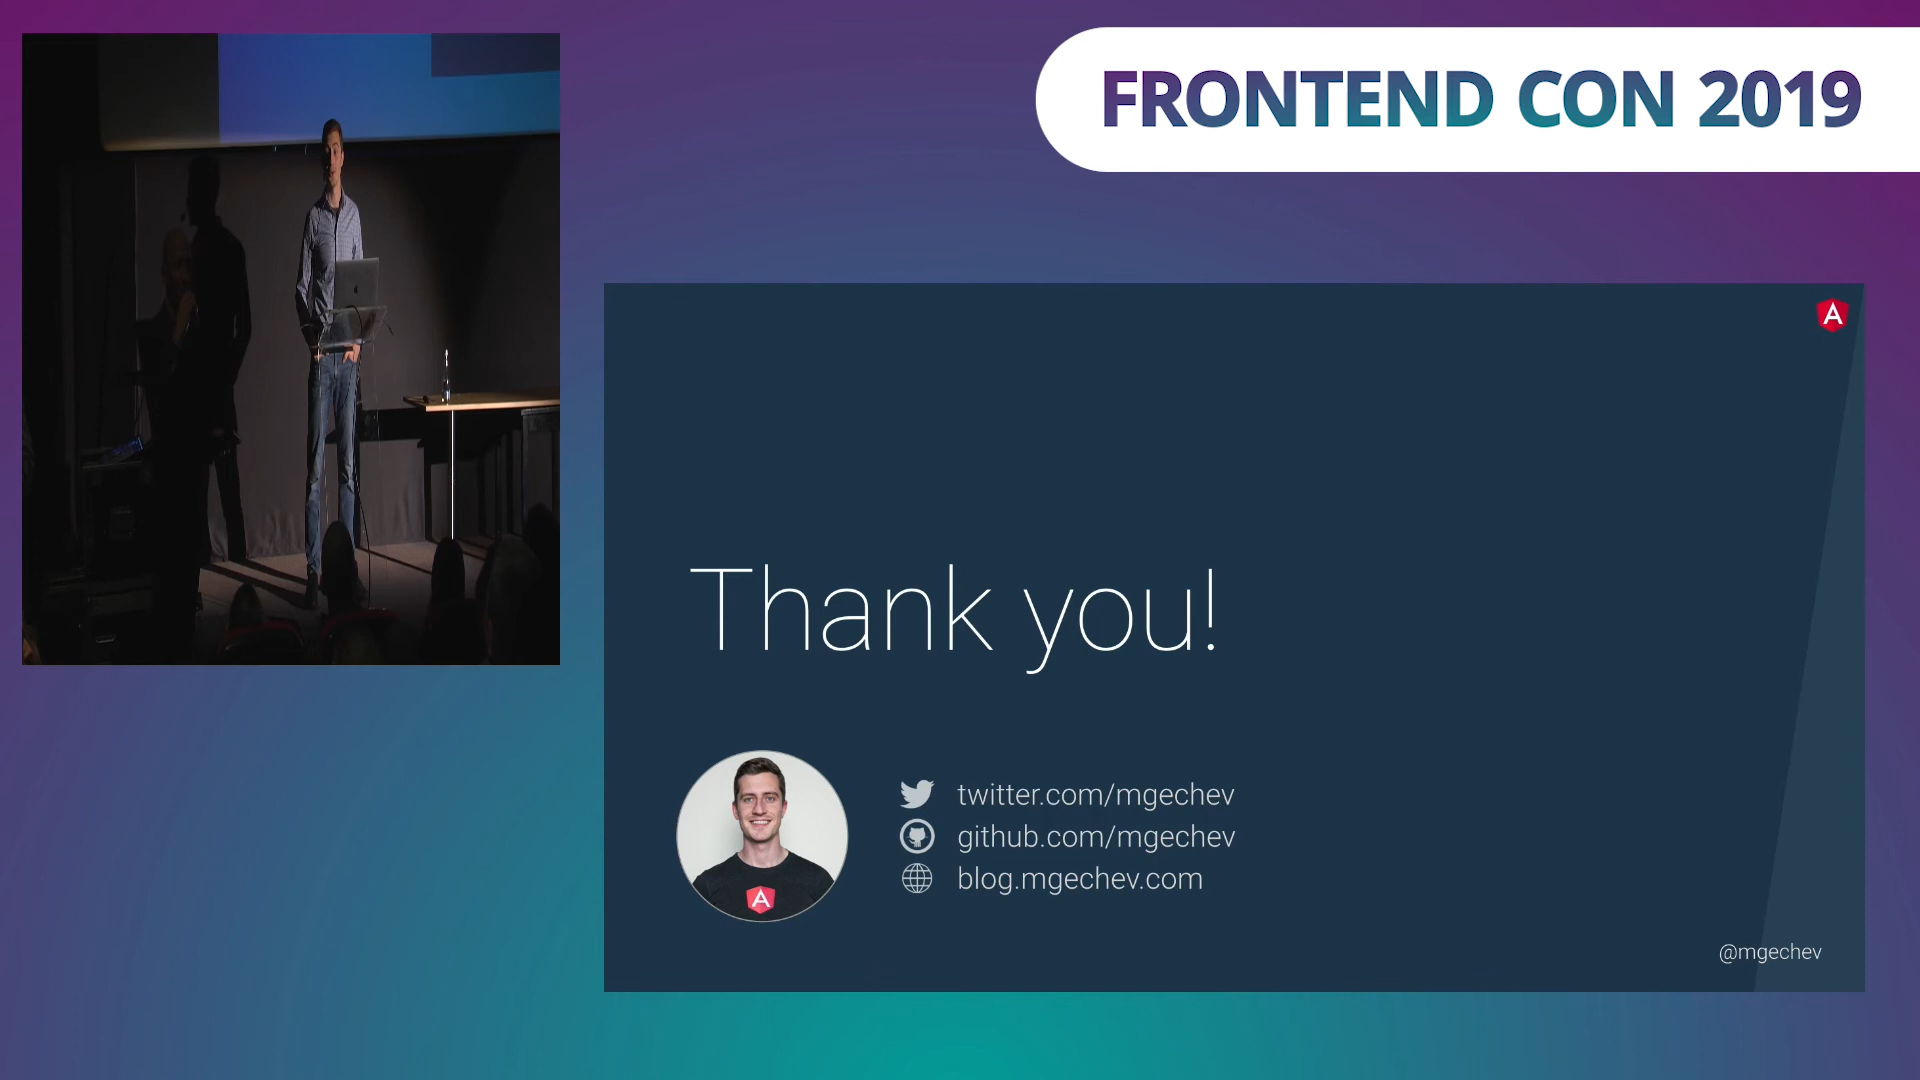 FRONTEND CON 2019
Thank you!
twitter.com/mgechev
github.com/mgechev
blog.mgechev.com
@mgechev